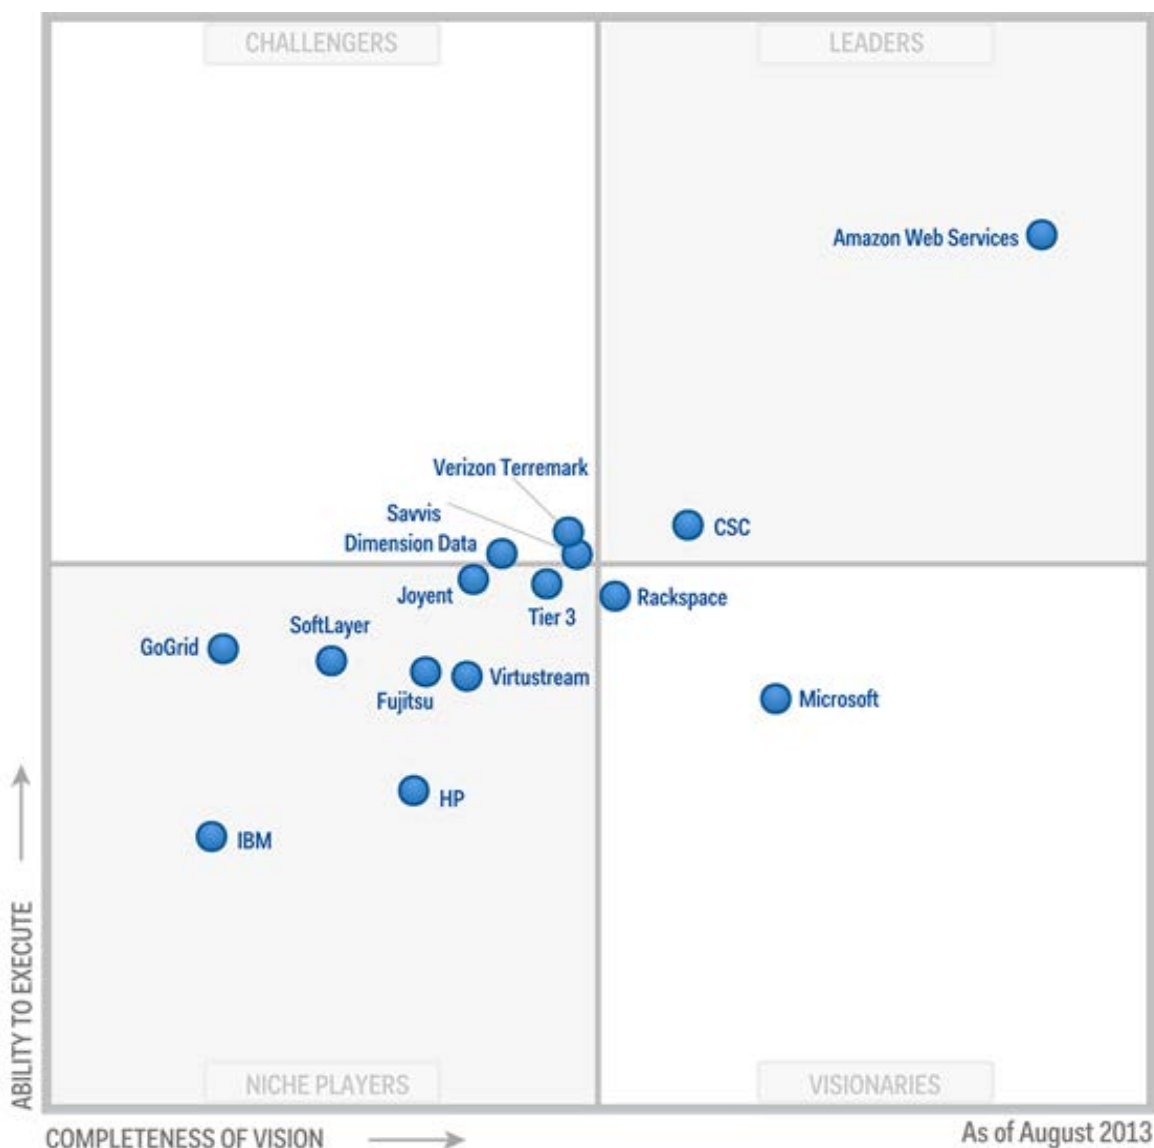 CHALLENGERS
LEADERS
Amazon Web Services
Verizon Terremark
Savvis
CSC
Dimension Data
Joyent
Tier 3
Rackspace
SoftLayer
GoGrid
Virtustream
Fujitsu
Microsoft
HP
IBM
ABILITY TO EXECUTE
NICHE PLAYERS
VISIONARIES
COMPLETENESS OF VISION
As of August 2013